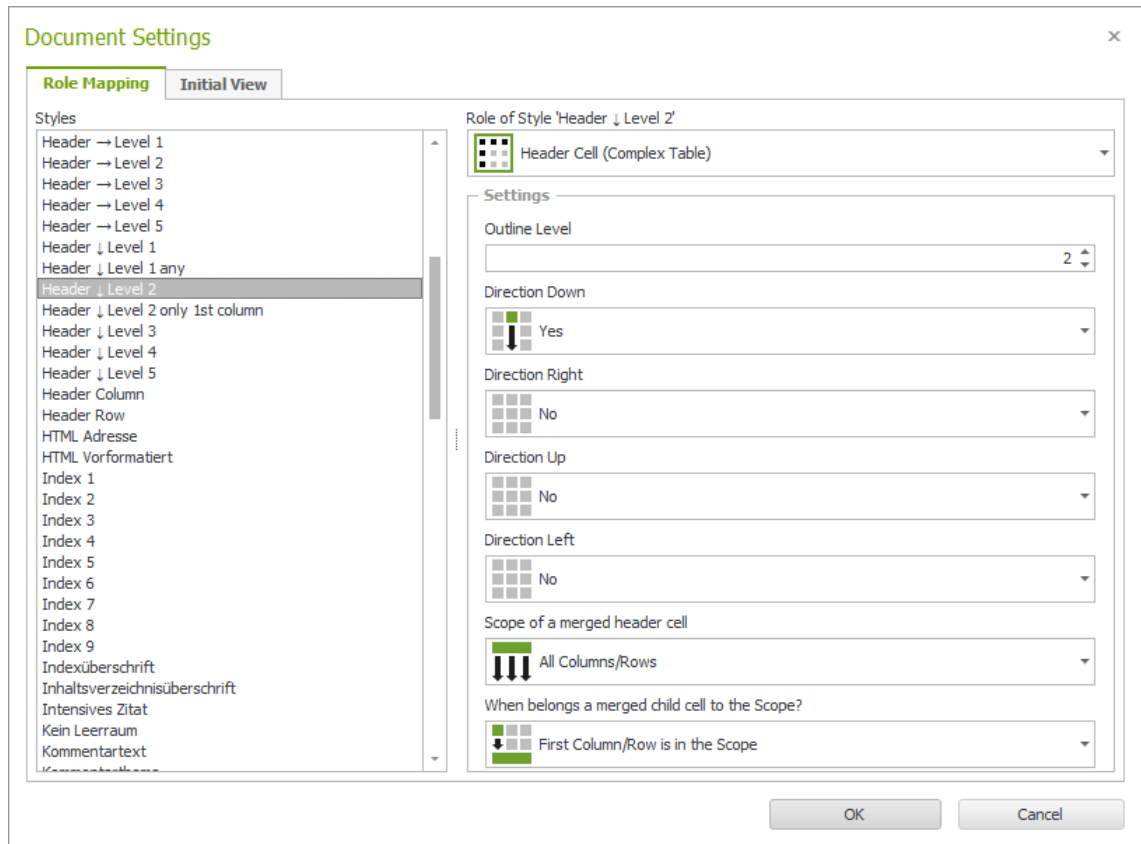 Document Settings
Role Mapping
Initial View
Styles
Header → Level 1
Header → Level 2
Header → Level 3
Header → Level 4
Header → Level 5
Header ↓ Level 1
Header ↓ Level 1 any
Header ↓ Level 2
Header ↓ Level 2 only 1st column
Header ↓ Level 3
Header ↓ Level 4
Header ↓ Level 5
Header Column
Header Row
HTML Adresse
HTML Vorformatiert
Index 1
Index 2
Index 3
Index 4
Index 5
Index 6
Index 7
Index 8
Index 9
Indexüberschrift
Inhaltsverzeichnisüberschrift
Intensives Zitat
Kein Leerraum
Kommentartext
Role of Style 'Header ↓ Level 2'
Header Cell (Complex Table)
Settings
Outline Level
2
Direction Down
Yes
Direction Right
No
Direction Up
No
Direction Left
No
Scope of a merged header cell
All Columns/Rows
When belongs a merged child cell to the Scope?
First Column/Row is in the Scope
OK
Cancel